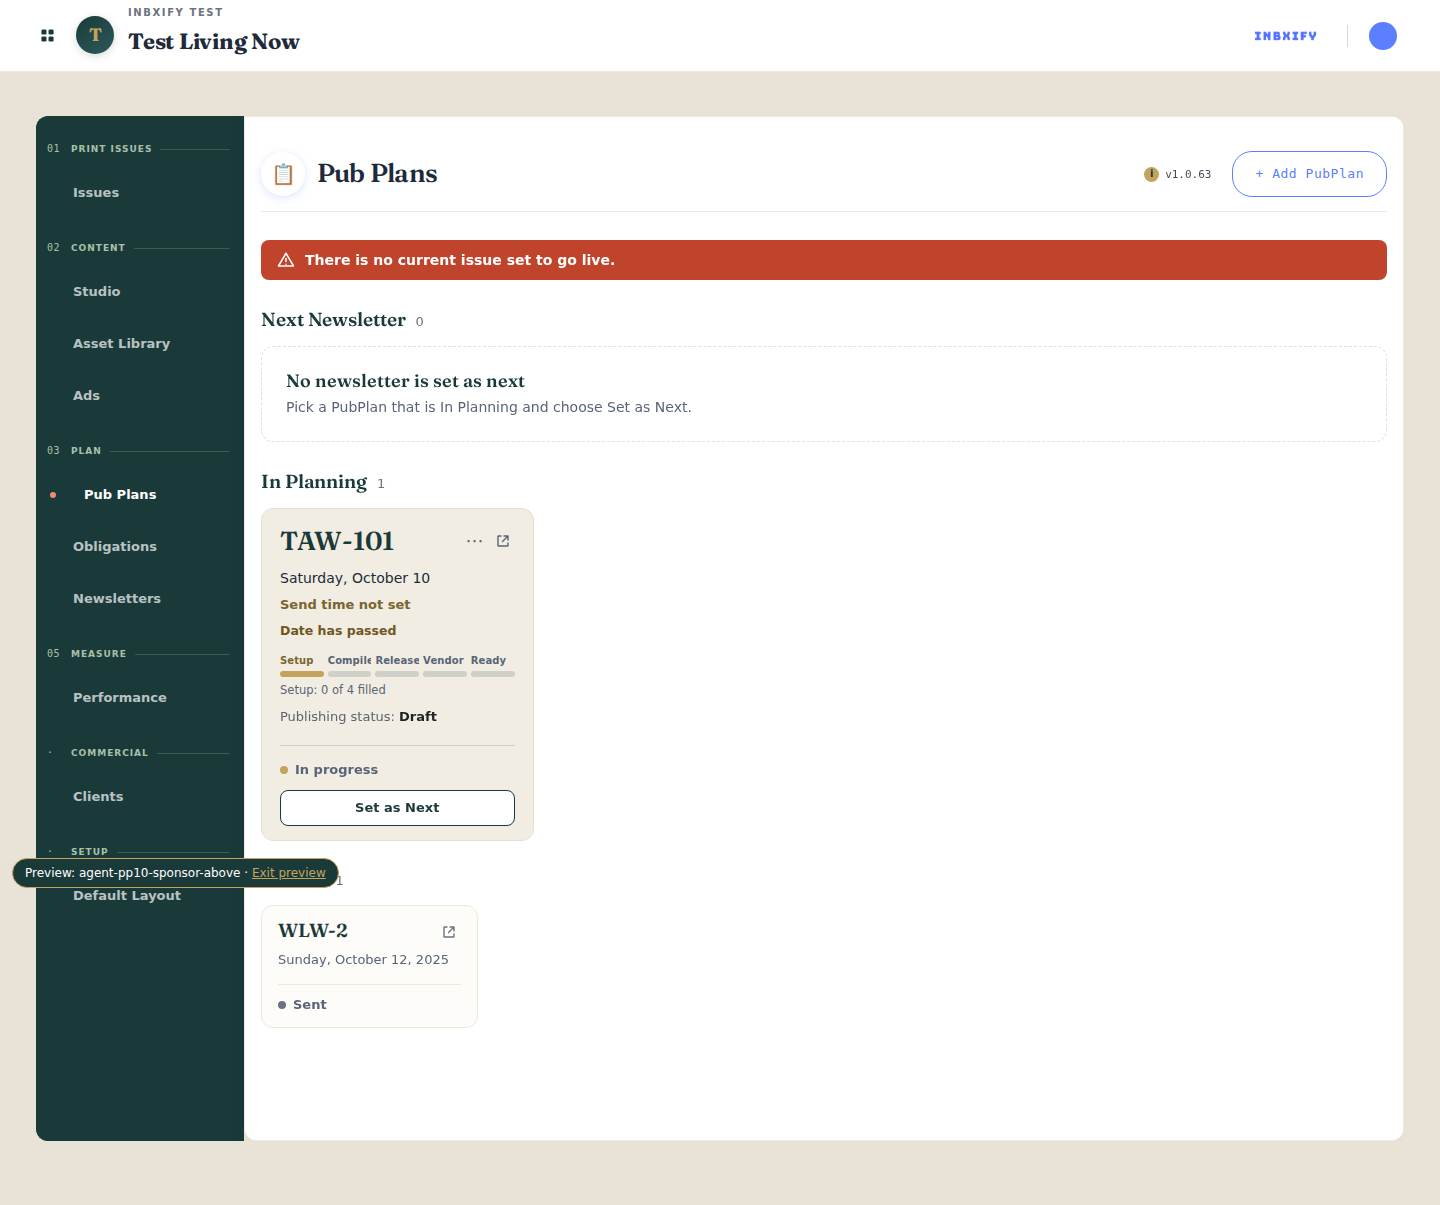 INBXIFY TEST
T
Test Living Now
INBXIFY
01 PRINT ISSUES
Issues
02 CONTENT
Studio
Asset Library
Ads
03 PLAN
Pub Plans
Obligations
Newsletters
05 MEASURE
Performance
· COMMERCIAL
Clients
· SETUP
Default Layout
Preview: agent-pp10-sponsor-above · Exit preview
Pub Plans
i v1.0.63
+ Add PubPlan
There is no current issue set to go live.
Next Newsletter 0
No newsletter is set as next
Pick a PubPlan that is In Planning and choose Set as Next.
In Planning 1
TAW-101
···
Saturday, October 10
Send time not set
Date has passed
Setup Compile Release Vendor Ready
Setup: 0 of 4 filled
Publishing status: Draft
In progress
Set as Next
1
WLW-2
Sunday, October 12, 2025
Sent